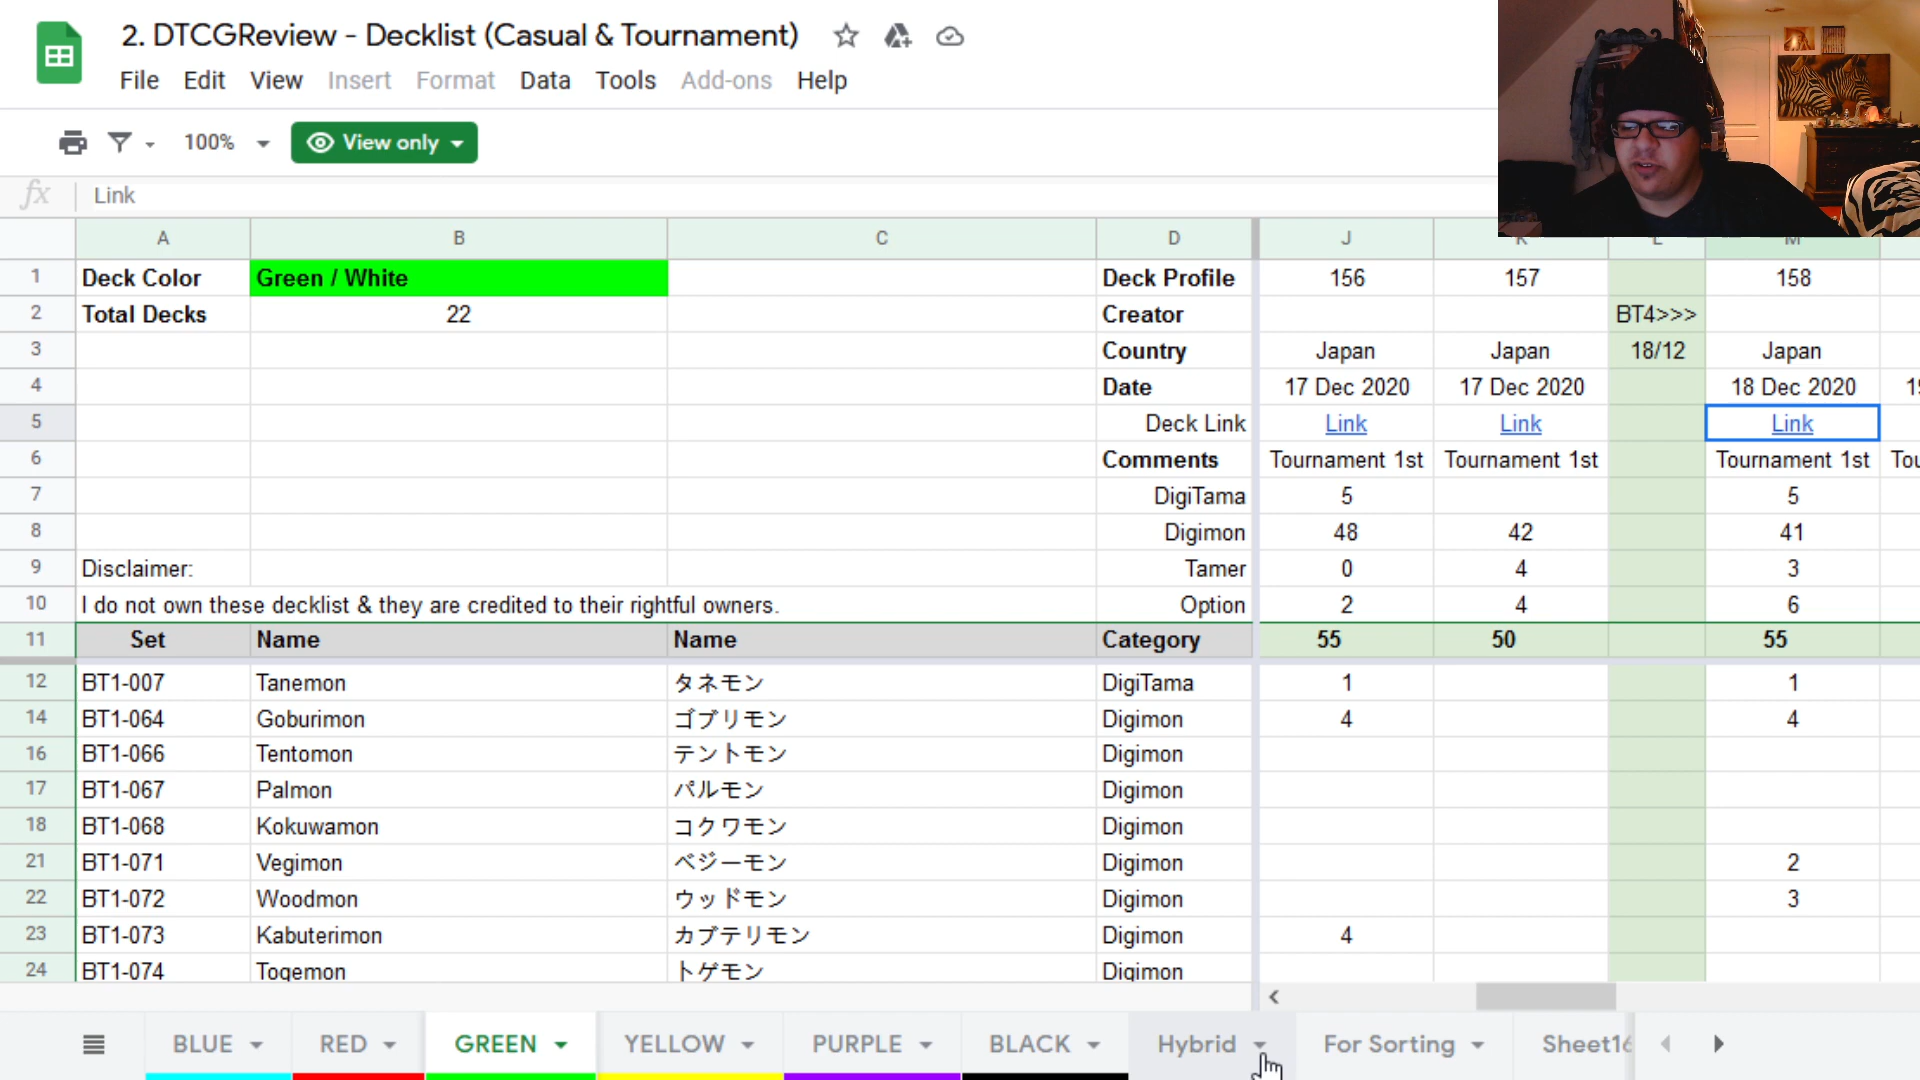 2. DTCGReview - Decklist (Casual & Tournament)
File Edit View Insert Format Data Tools Add-ons Help
100% View only
fx Link
A B C D J K L M
1 Deck Color Green / White Deck Profile 156 157 158
2 Total Decks 22 Creator BT4>>>
3 Country Japan Japan 18/12 Japan
4 Date 17 Dec 2020 17 Dec 2020 18 Dec 2020
5 Deck Link Link Link Link
6 Comments Tournament 1st Tournament 1st Tournament 1st
7 DigiTama 5 5
8 Digimon 48 42 41
9 Disclaimer: Tamer 0 4 3
10 I do not own these decklist & they are credited to their rightful owners. Option 2 4 6
11 Set Name Name Category 55 50 55
12 BT1-007 Tanemon タネモン DigiTama 1 1
14 BT1-064 Goburimon ゴブリモン Digimon 4 4
16 BT1-066 Tentomon テントモン Digimon
17 BT1-067 Palmon パルモン Digimon
18 BT1-068 Kokuwamon コクワモン Digimon
21 BT1-071 Vegimon ベジーモン Digimon 2
22 BT1-072 Woodmon ウッドモン Digimon 3
23 BT1-073 Kabuterimon カブテリモン Digimon 4
24 BT1-074 Togemon トゲモン Digimon
BLUE RED GREEN YELLOW PURPLE BLACK Hybrid For Sorting Sheet16